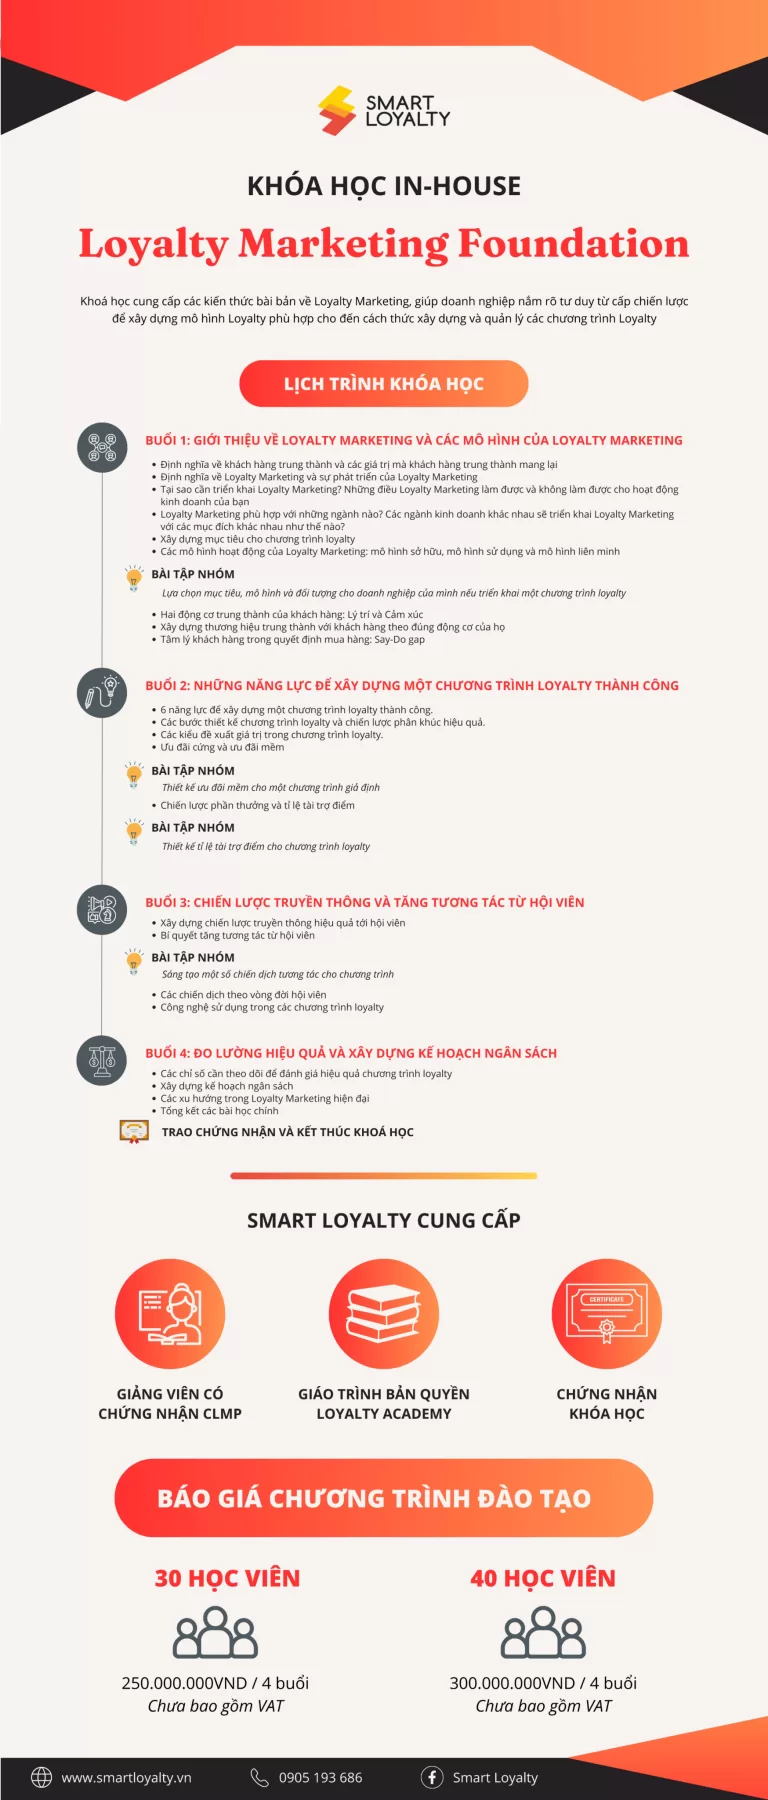 SMART
LOYALTY
KHÓA HỌC IN-HOUSE
Loyalty Marketing Foundation
Khoá học cung cấp các kiến thức bài bản về Loyalty Marketing, giúp doanh nghiệp nắm rõ tư duy từ cấp chiến lược
để xây dựng mô hình Loyalty phù hợp cho đến cách thức xây dựng và quản lý các chương trình Loyalty
LỊCH TRÌNH KHÓA HỌC
BUỔI 1: GIỚI THIỆU VỀ LOYALTY MARKETING VÀ CÁC MÔ HÌNH CỦA LOYALTY MARKETING
• Định nghĩa về khách hàng trung thành và các giá trị mà khách hàng trung thành mang lại
• Định nghĩa về Loyalty Marketing và sự phát triển của Loyalty Marketing
• Tại sao cần triển khai Loyalty Marketing? Những điều Loyalty Marketing làm được và không làm được cho hoạt động
kinh doanh của bạn
• Loyalty Marketing phù hợp với những ngành nào? Các ngành kinh doanh khác nhau sẽ triển khai Loyalty Marketing
với các mục đích khác nhau như thế nào?
• Xây dựng mục tiêu cho chương trình loyalty
• Các mô hình hoạt động của Loyalty Marketing: mô hình sở hữu, mô hình sử dụng và mô hình liên minh
BÀI TẬP NHÓM
Lựa chọn mục tiêu, mô hình và đối tượng cho doanh nghiệp của mình nếu triển khai một chương trình loyalty
• Hai động cơ trung thành của khách hàng: Lý trí và Cảm xúc
• Xây dựng thương hiệu trung thành với khách hàng theo đúng động cơ của họ
• Tâm lý khách hàng trong quyết định mua hàng: Say-Do gap
BUỔI 2: NHỮNG NĂNG LỰC ĐỂ XÂY DỰNG MỘT CHƯƠNG TRÌNH LOYALTY THÀNH CÔNG
• 6 năng lực để xây dựng một chương trình loyalty thành công.
• Các bước thiết kế chương trình loyalty và chiến lược phân khúc hiệu quả.
• Các kiểu đề xuất giá trị trong chương trình loyalty.
• Ưu đãi cứng và ưu đãi mềm
BÀI TẬP NHÓM
Thiết kế ưu đãi mềm cho một chương trình giả định
• Chiến lược phần thưởng và tỉ lệ tài trợ điểm
BÀI TẬP NHÓM
Thiết kế tỉ lệ tài trợ điểm cho chương trình loyalty
BUỔI 3: CHIẾN LƯỢC TRUYỀN THÔNG VÀ TĂNG TƯƠNG TÁC TỪ HỘI VIÊN
• Xây dựng chiến lược truyền thông hiệu quả tới hội viên
• Bí quyết tăng tương tác từ hội viên
BÀI TẬP NHÓM
Sáng tạo một số chiến dịch tương tác cho chương trình
• Các chiến dịch theo vòng đời hội viên
• Công nghệ sử dụng trong các chương trình loyalty
BUỔI 4: ĐO LƯỜNG HIỆU QUẢ VÀ XÂY DỰNG KẾ HOẠCH NGÂN SÁCH
• Các chỉ số cần theo dõi để đánh giá hiệu quả chương trình loyalty
• Xây dựng kế hoạch ngân sách
• Các xu hướng trong Loyalty Marketing hiện đại
• Tổng kết các bài học chính
TRAO CHỨNG NHẬN VÀ KẾT THÚC KHOÁ HỌC
SMART LOYALTY CUNG CẤP
CERTIFICATE
GIẢNG VIÊN CÓ
CHỨNG NHẬN CLMP
GIÁO TRÌNH BẢN QUYỀN
LOYALTY ACADEMY
CHỨNG NHẬN
KHÓA HỌC
BÁO GIÁ CHƯƠNG TRÌNH ĐÀO TẠO
30 HỌC VIÊN
250.000.000VND / 4 buổi
Chưa bao gồm VAT
40 HỌC VIÊN
300.000.000VND / 4 buổi
Chưa bao gồm VAT
www.smartloyalty.vn
0905 193 686
Smart Loyalty